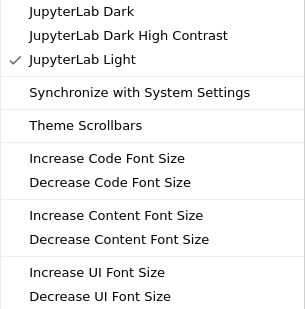 JupyterLab Dark
JupyterLab Dark High Contrast
JupyterLab Light
Synchronize with System Settings
Theme Scrollbars
Increase Code Font Size
Decrease Code Font Size
Increase Content Font Size
Decrease Content Font Size
Increase UI Font Size
Decrease UI Font Size